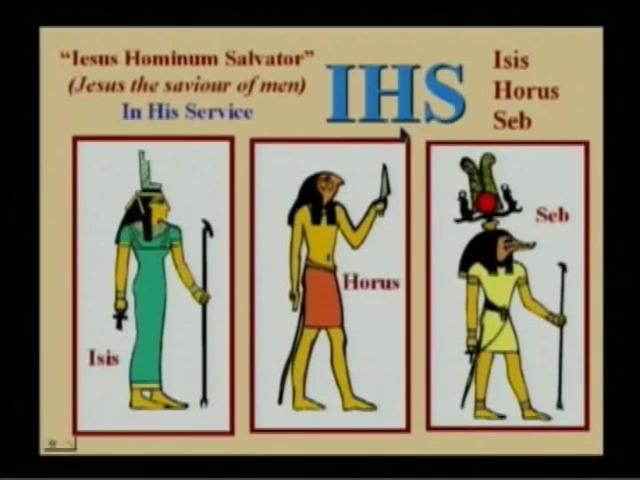 "Iesus Hominum Salvator"
(Jesus the saviour of men)
In His Service
IHS
Isis
Horus
Seb
Isis
Horus
Seb